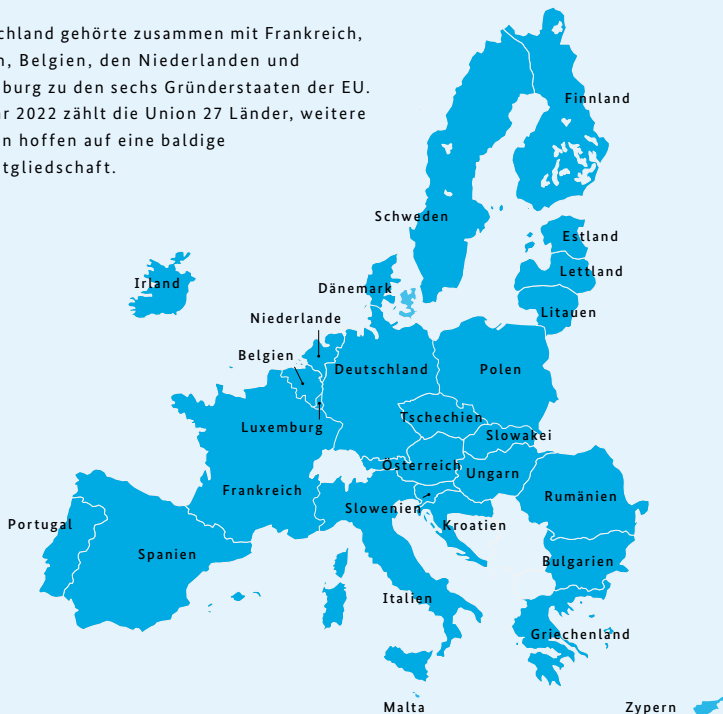 chland gehörte zusammen mit Frankreich,
n, Belgien, den Niederlanden und
burg zu den sechs Gründerstaaten der EU.
r 2022 zählt die Union 27 Länder, weitere
n hoffen auf eine baldige
tgliedschaft.
Finnland
Schweden
Estland
Lettland
Irland
Dänemark
Litauen
Niederlande
Belgien
Deutschland
Polen
Tschechien
Luxemburg
Slowakei
Österreich
Ungarn
Frankreich
Rumänien
Slowenien
Portugal
Kroatien
Spanien
Bulgarien
Italien
Griechenland
Malta
Zypern